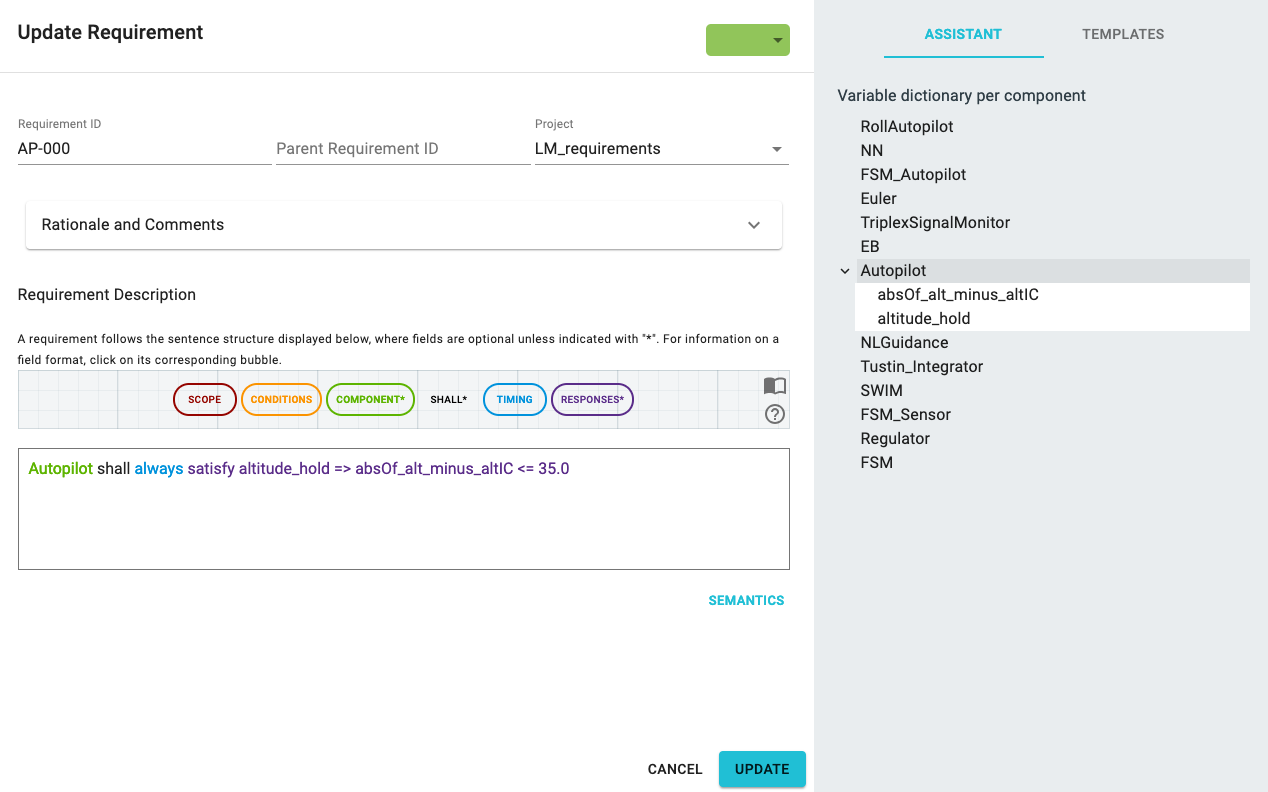 Update Requirement
ASSISTANT
TEMPLATES
Requirement ID
AP-000
Parent Requirement ID
Project
LM_requirements
Rationale and Comments
Requirement Description
A requirement follows the sentence structure displayed below, where fields are optional unless indicated with "*". For information on a
field format, click on its corresponding bubble.
SCOPE CONDITIONS COMPONENT* SHALL* TIMING RESPONSES*
Autopilot shall always satisfy altitude_hold => absOf_alt_minus_altIC <= 35.0
SEMANTICS
CANCEL
UPDATE
Variable dictionary per component
RollAutopilot
NN
FSM_Autopilot
Euler
TriplexSignalMonitor
EB
Autopilot
absOf_alt_minus_altIC
altitude_hold
NLGuidance
Tustin_Integrator
SWIM
FSM_Sensor
Regulator
FSM